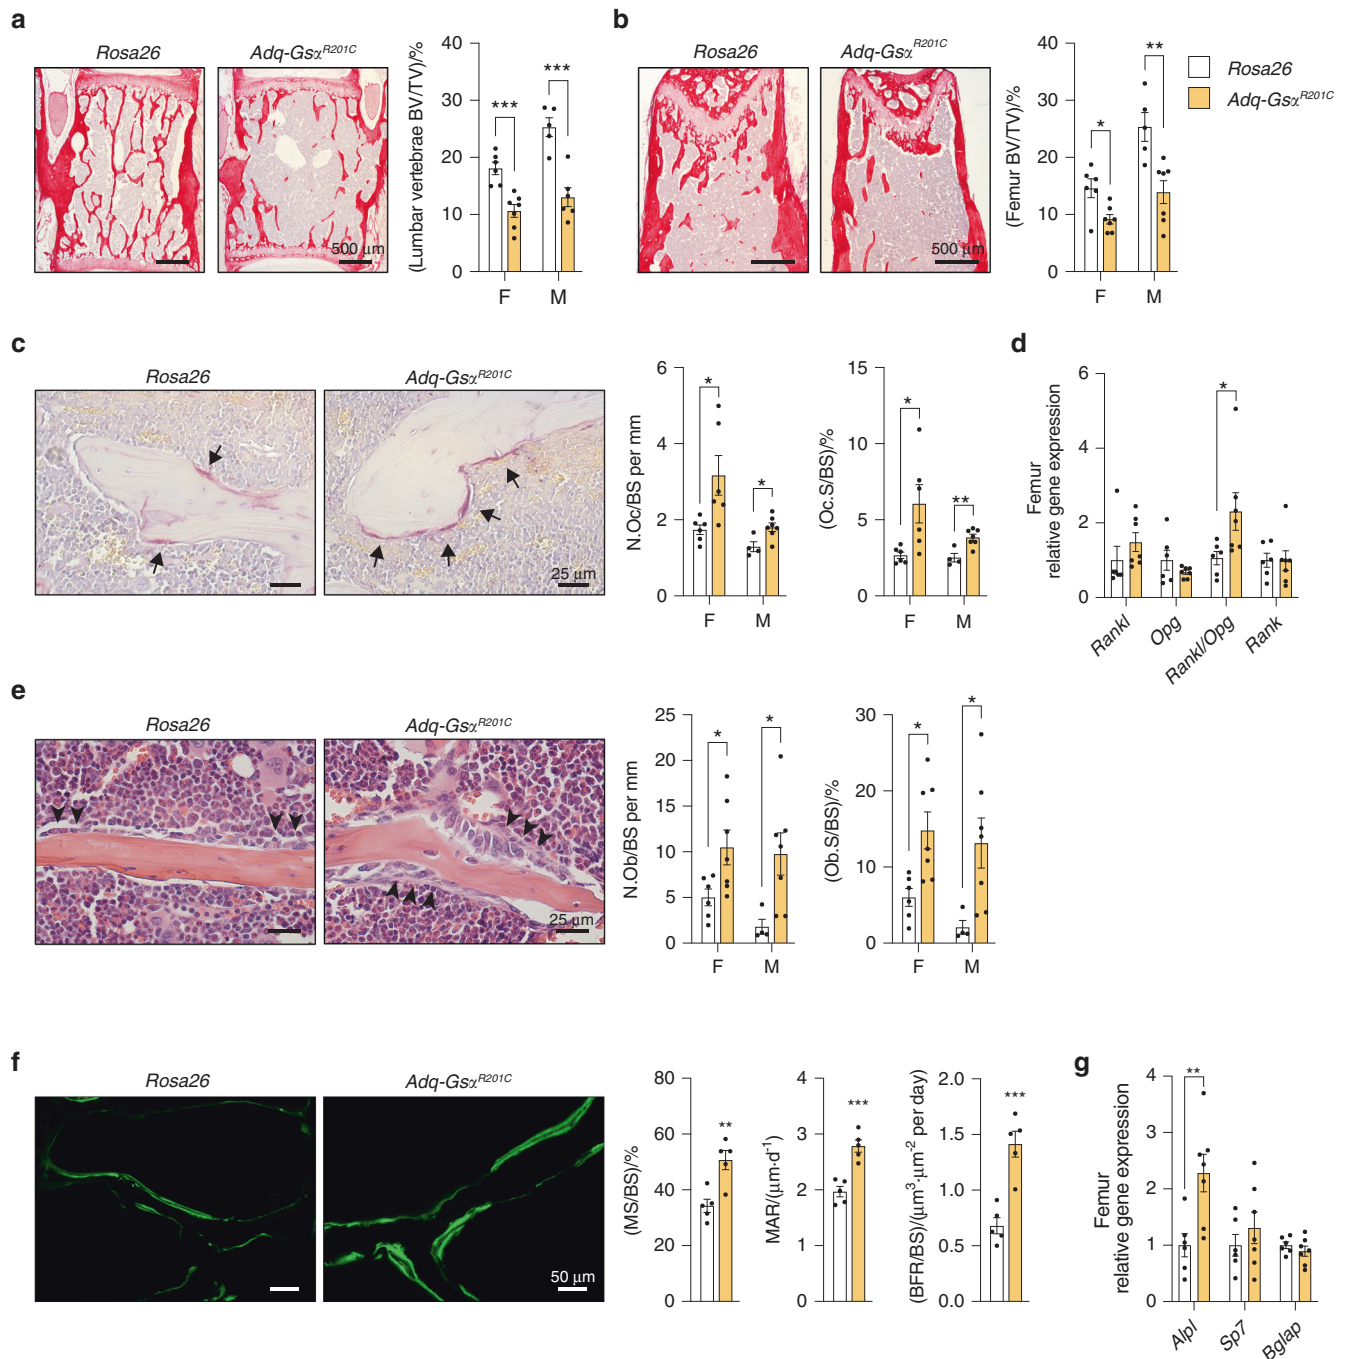 a
Rosa26
Adq-GsαR201C
500 μm
(Lumbar vertebrae BV/TV)/%
40
30
20
10
0
***
***
F
M
b
Rosa26
Adq-GsαR201C
500 μm
(Femur BV/TV)/%
40
30
20
10
0
*
**
F
M
Rosa26
Adq-GsαR201C
c
Rosa26
Adq-GsαR201C
25 μm
N.Oc/BS per mm
6
4
2
0
*
*
F
M
(Oc.S/BS)/%
15
10
5
0
*
**
F
M
d
Femur
relative gene expression
6
4
2
0
*
Rankl
Opg
Rankl/Opg
Rank
e
Rosa26
Adq-GsαR201C
25 μm
N.Ob/BS per mm
25
20
15
10
5
0
*
*
F
M
(Ob.S/BS)/%
30
20
10
0
*
*
F
M
f
Rosa26
Adq-GsαR201C
50 μm
(MS/BS)/%
80
60
40
20
0
**
MAR/(μm·d-1)
4
3
2
1
0
***
(BFR/BS)/(μm3·μm-2 per day)
2.0
1.5
1.0
0.5
0.0
***
g
Femur
relative gene expression
4
3
2
1
0
**
Alpl
Sp7
Bglap